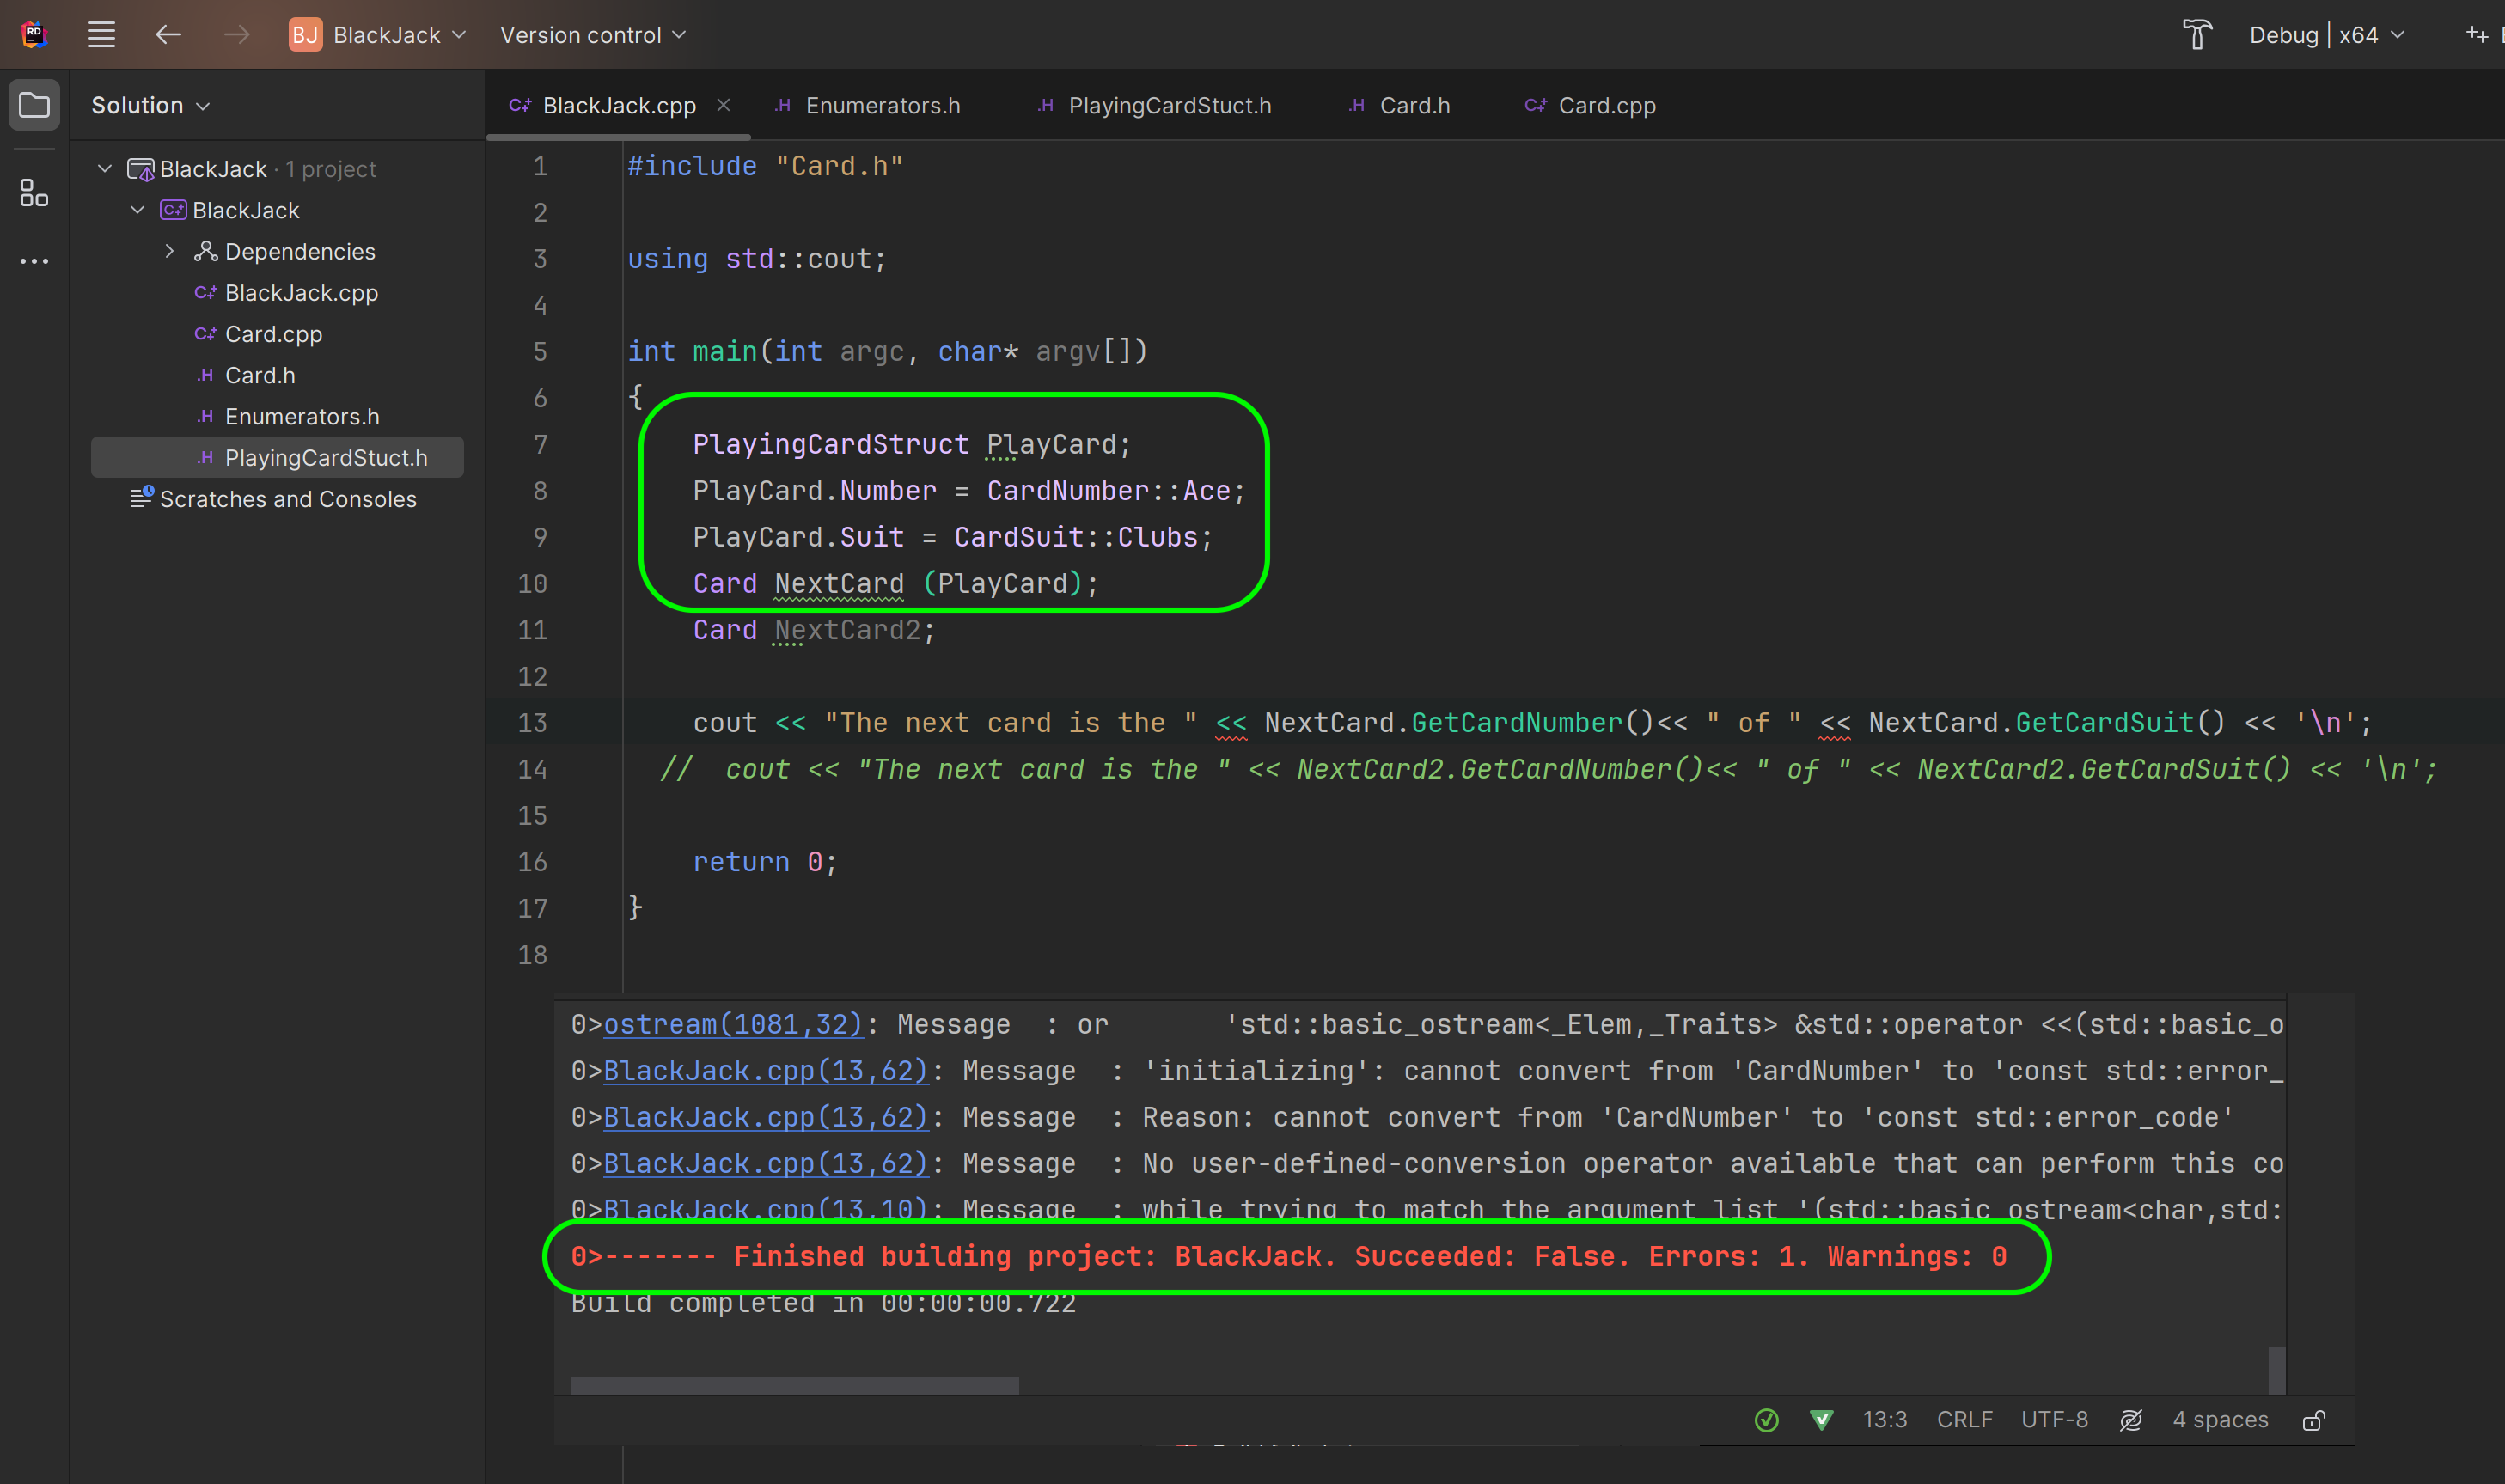 RD
BJ BlackJack
Version control
Debug | x64
Solution
BlackJack.cpp
Enumerators.h
PlayingCardStuct.h
Card.h
Card.cpp
BlackJack · 1 project
BlackJack
Dependencies
BlackJack.cpp
Card.cpp
Card.h
Enumerators.h
PlayingCardStuct.h
Scratches and Consoles
1 #include "Card.h"
2
3 using std::cout;
4
5 int main(int argc, char* argv[])
6 {
7 PlayingCardStruct PlayCard;
8 PlayCard.Number = CardNumber::Ace;
9 PlayCard.Suit = CardSuit::Clubs;
10 Card NextCard (PlayCard);
11 Card NextCard2;
12
13 cout << "The next card is the " << NextCard.GetCardNumber()<< " of " << NextCard.GetCardSuit() << '\n';
14 // cout << "The next card is the " << NextCard2.GetCardNumber()<< " of " << NextCard2.GetCardSuit() << '\n';
15
16 return 0;
17 }
18
0>ostream(1081,32): Message : or 'std::basic_ostream<_Elem,_Traits> &std::operator <<(std::basic_o
0>BlackJack.cpp(13,62): Message : 'initializing': cannot convert from 'CardNumber' to 'const std::error_
0>BlackJack.cpp(13,62): Message : Reason: cannot convert from 'CardNumber' to 'const std::error_code'
0>BlackJack.cpp(13,62): Message : No user-defined-conversion operator available that can perform this co
0>BlackJack.cpp(13,10): Message : while trying to match the argument list '(std::basic_ostream<char,std:
0>------- Finished building project: BlackJack. Succeeded: False. Errors: 1. Warnings: 0
Build completed in 00:00:00.722
13:3 CRLF UTF-8 4 spaces